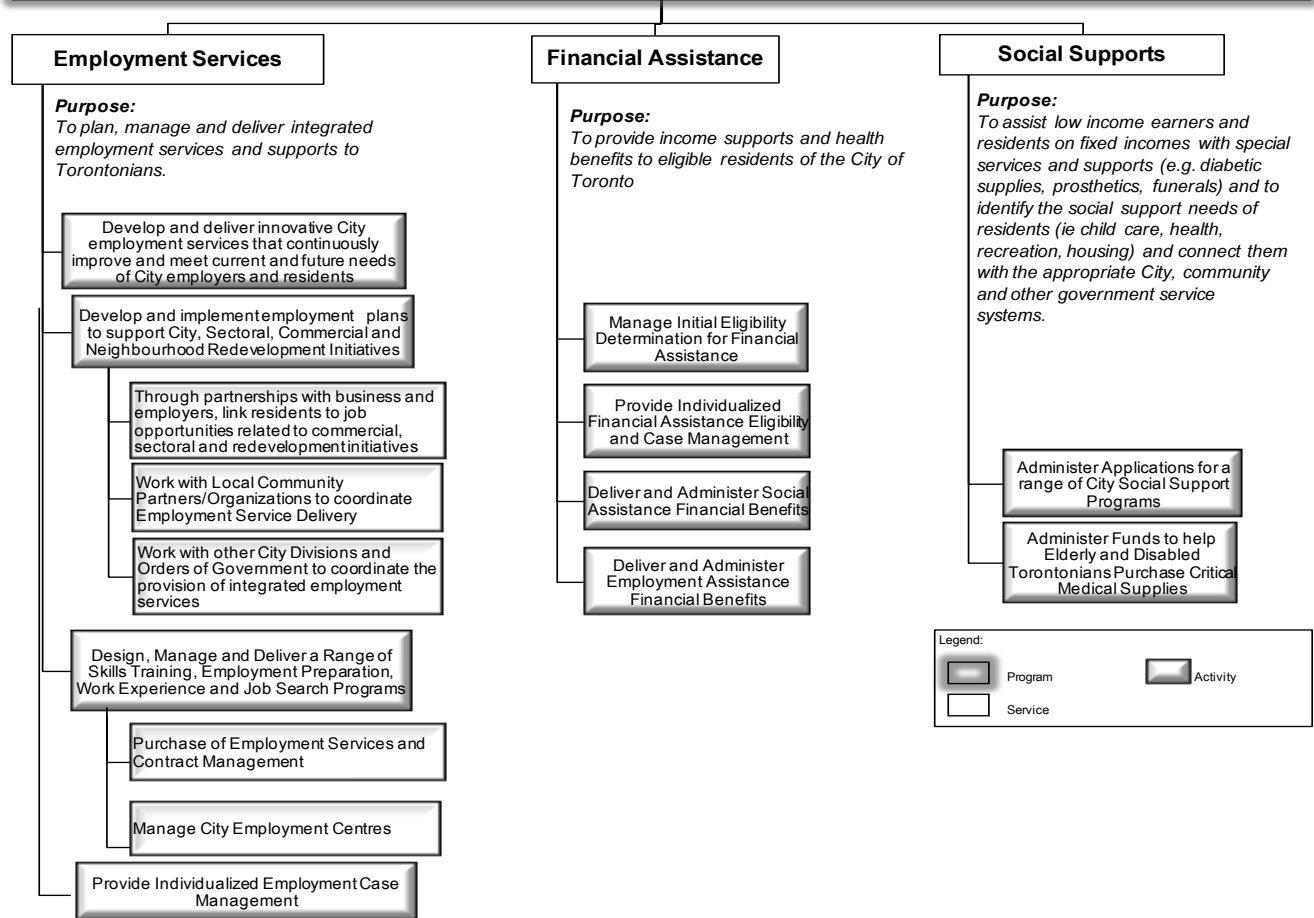 Employment Services
Purpose:
To plan, manage and deliver integrated
employment services and supports to
Torontonians.
Develop and deliver innovative City
employment services that continuously
improve and meet current and future needs
of City employers and residents
Develop and implement employment plans
to support City, Sectoral, Commercial and
Neighbourhood Redevelopment Initiatives
Through partnerships with business and
employers, link residents to job
opportunities related to commercial,
sectoral and redevelopment initiatives
Work with Local Community
Partners/Organizations to coordinate
Employment Service Delivery
Work with other City Divisions and
Orders of Government to coordinate the
provision of integrated employment
services
Design, Manage and Deliver a Range of
Skills Training, Employment Preparation,
Work Experience and Job Search Programs
Purchase of Employment Services and
Contract Management
Manage City Employment Centres
Provide Individualized Employment Case
Management
Financial Assistance
Purpose:
To provide income supports and health
benefits to eligible residents of the City of
Toronto
Manage Initial Eligibility
Determination for Financial
Assistance
Provide Individualized
Financial Assistance Eligibility
and Case Management
Deliver and Administer Social
Assistance Financial Benefits
Deliver and Administer
Employment Assistance
Financial Benefits
Social Supports
Purpose:
To assist low income earners and
residents on fixed incomes with special
services and supports (e.g. diabetic
supplies, prosthetics, funerals) and to
identify the social support needs of
residents (ie child care, health,
recreation, housing) and connect them
with the appropriate City, community
and other government service
systems.
Administer Applications for a
range of City Social Support
Programs
Administer Funds to help
Elderly and Disabled
Torontonians Purchase Critical
Medical Supplies
Legend:
Program
Activity
Service